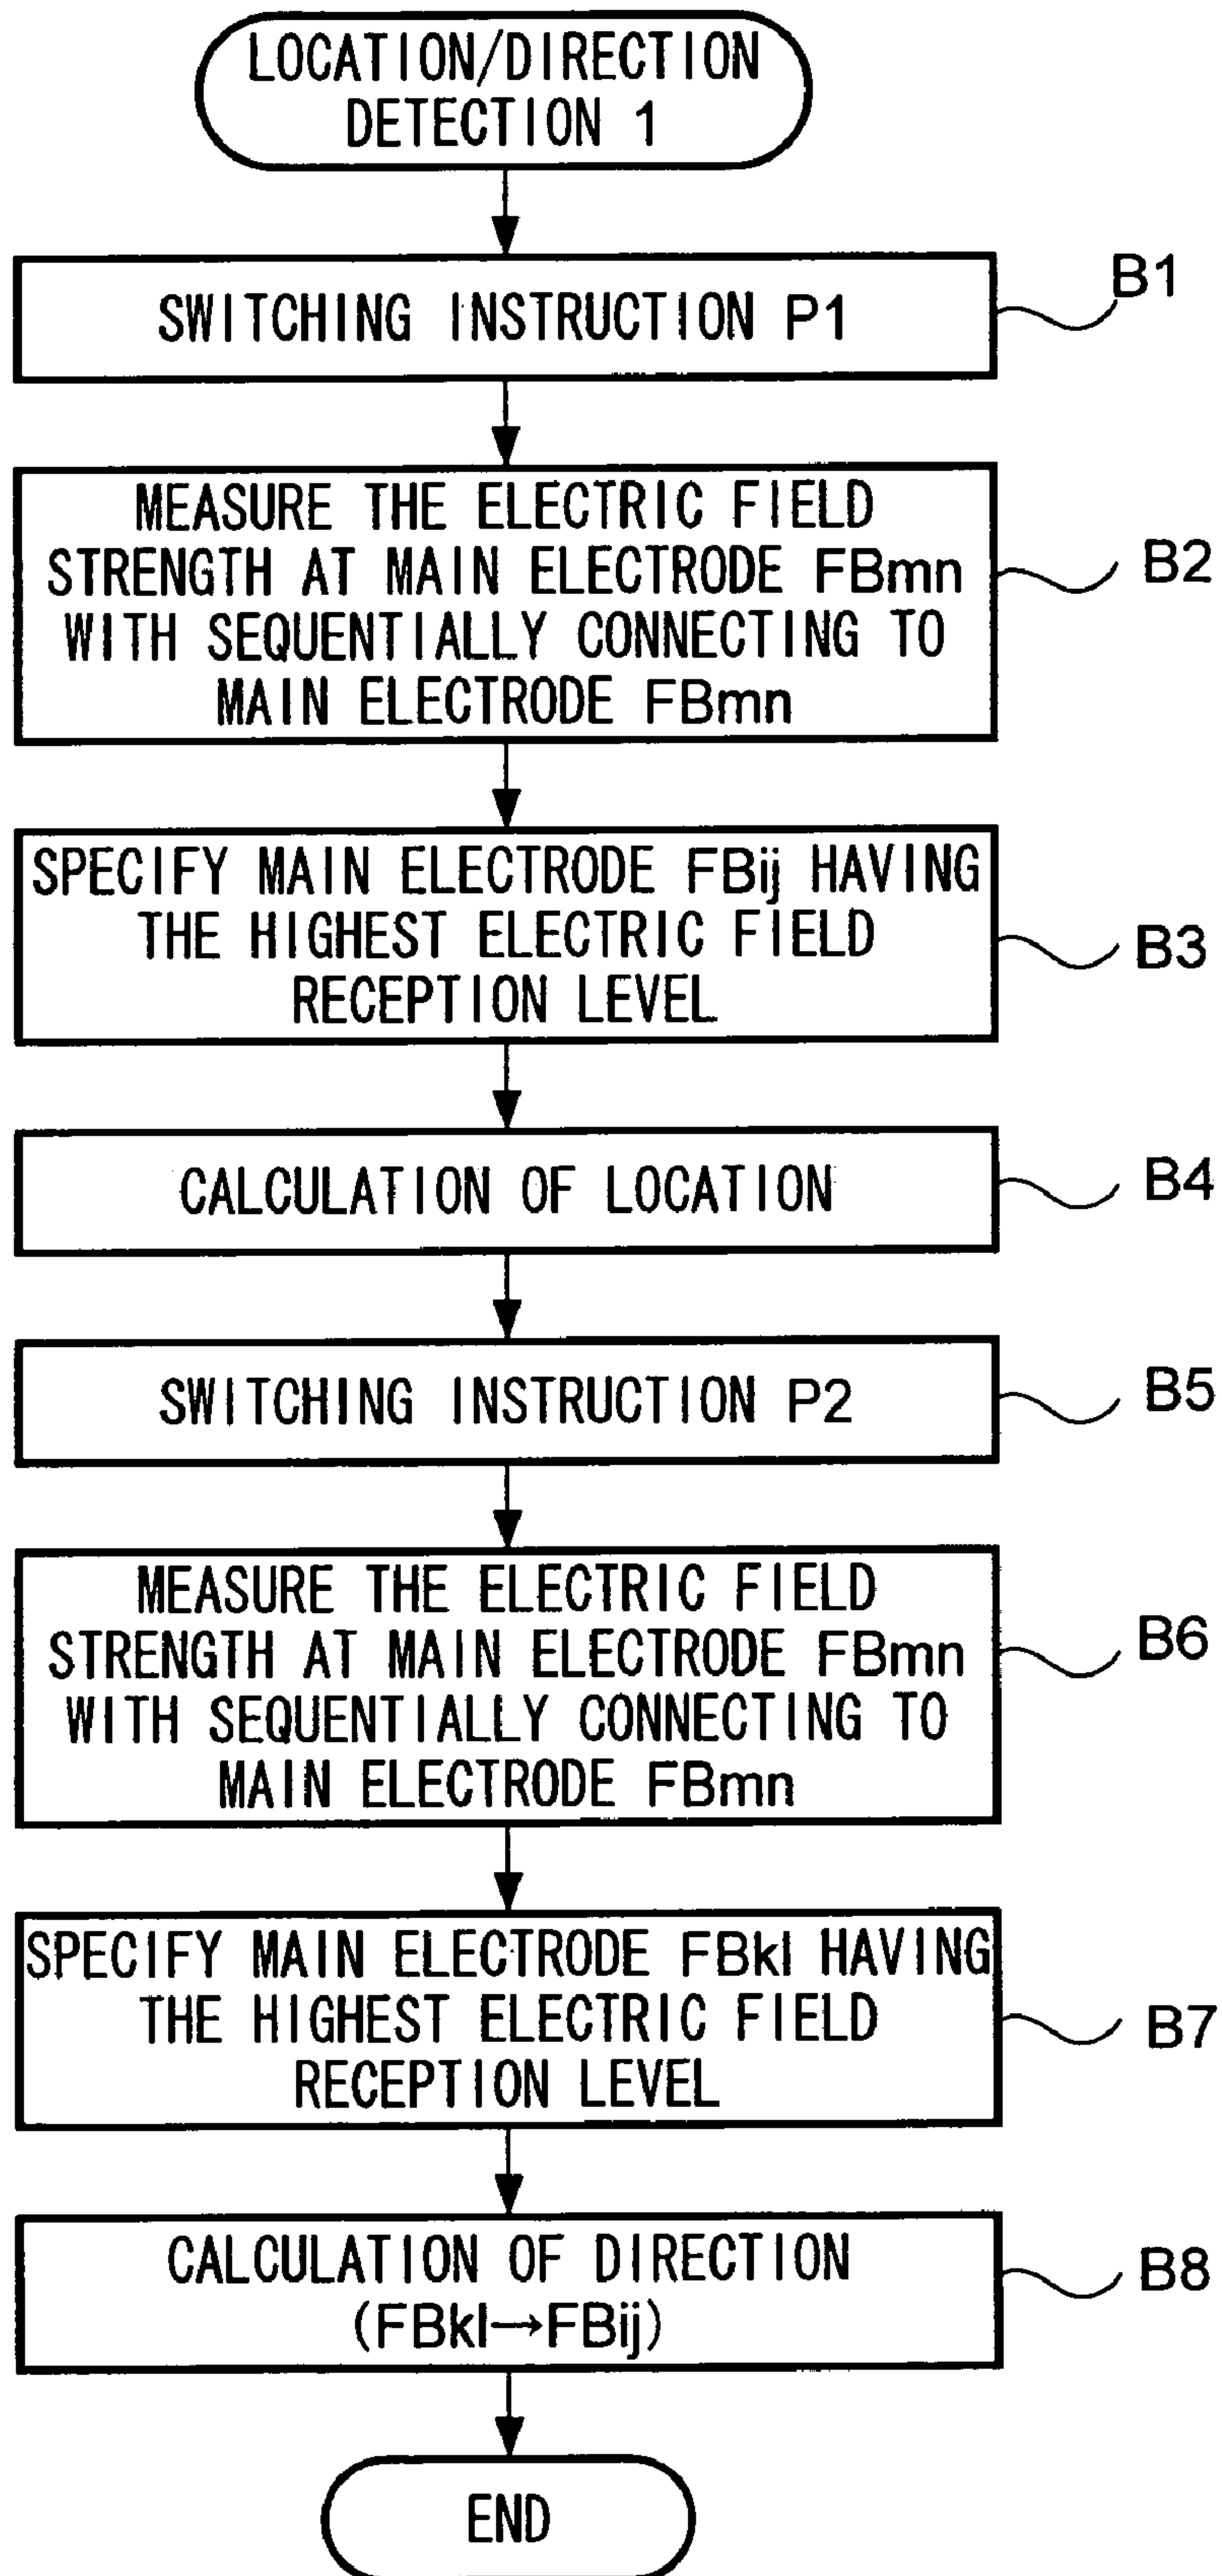 LOCATION/DIRECTION
DETECTION 1
SWITCHING INSTRUCTION P1
B1
MEASURE THE ELECTRIC FIELD
STRENGTH AT MAIN ELECTRODE FBmn
WITH SEQUENTIALLY CONNECTING TO
MAIN ELECTRODE FBmn
B2
SPECIFY MAIN ELECTRODE FBij HAVING
THE HIGHEST ELECTRIC FIELD
RECEPTION LEVEL
B3
CALCULATION OF LOCATION
B4
SWITCHING INSTRUCTION P2
B5
MEASURE THE ELECTRIC FIELD
STRENGTH AT MAIN ELECTRODE FBmn
WITH SEQUENTIALLY CONNECTING TO
MAIN ELECTRODE FBmn
B6
SPECIFY MAIN ELECTRODE FBkl HAVING
THE HIGHEST ELECTRIC FIELD
RECEPTION LEVEL
B7
CALCULATION OF DIRECTION
(FBkl→FBij)
B8
END